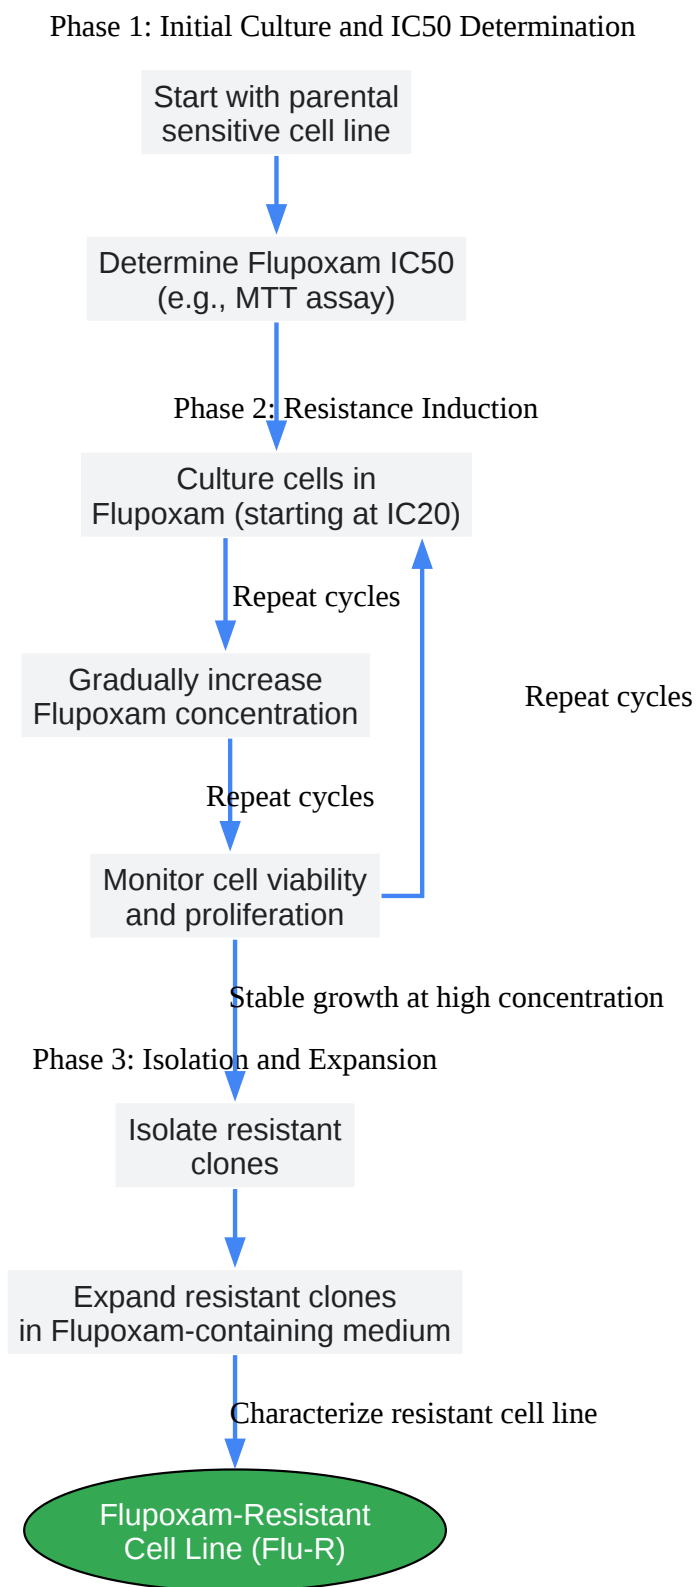 Phase 1: Initial Culture and IC50 Determination
Start with parental
sensitive cell line
Determine Flupoxam IC50
(e.g., MTT assay)
Phase 2: Resistance Induction
Culture cells in
Flupoxam (starting at IC20)
Repeat cycles
Gradually increase
Flupoxam concentration
Repeat cycles
Repeat cycles
Monitor cell viability
and proliferation
Stable growth at high concentration
Phase 3: Isolation and Expansion
Isolate resistant
clones
Expand resistant clones
in Flupoxam-containing medium
Characterize resistant cell line
Flupoxam-Resistant
Cell Line (Flu-R)